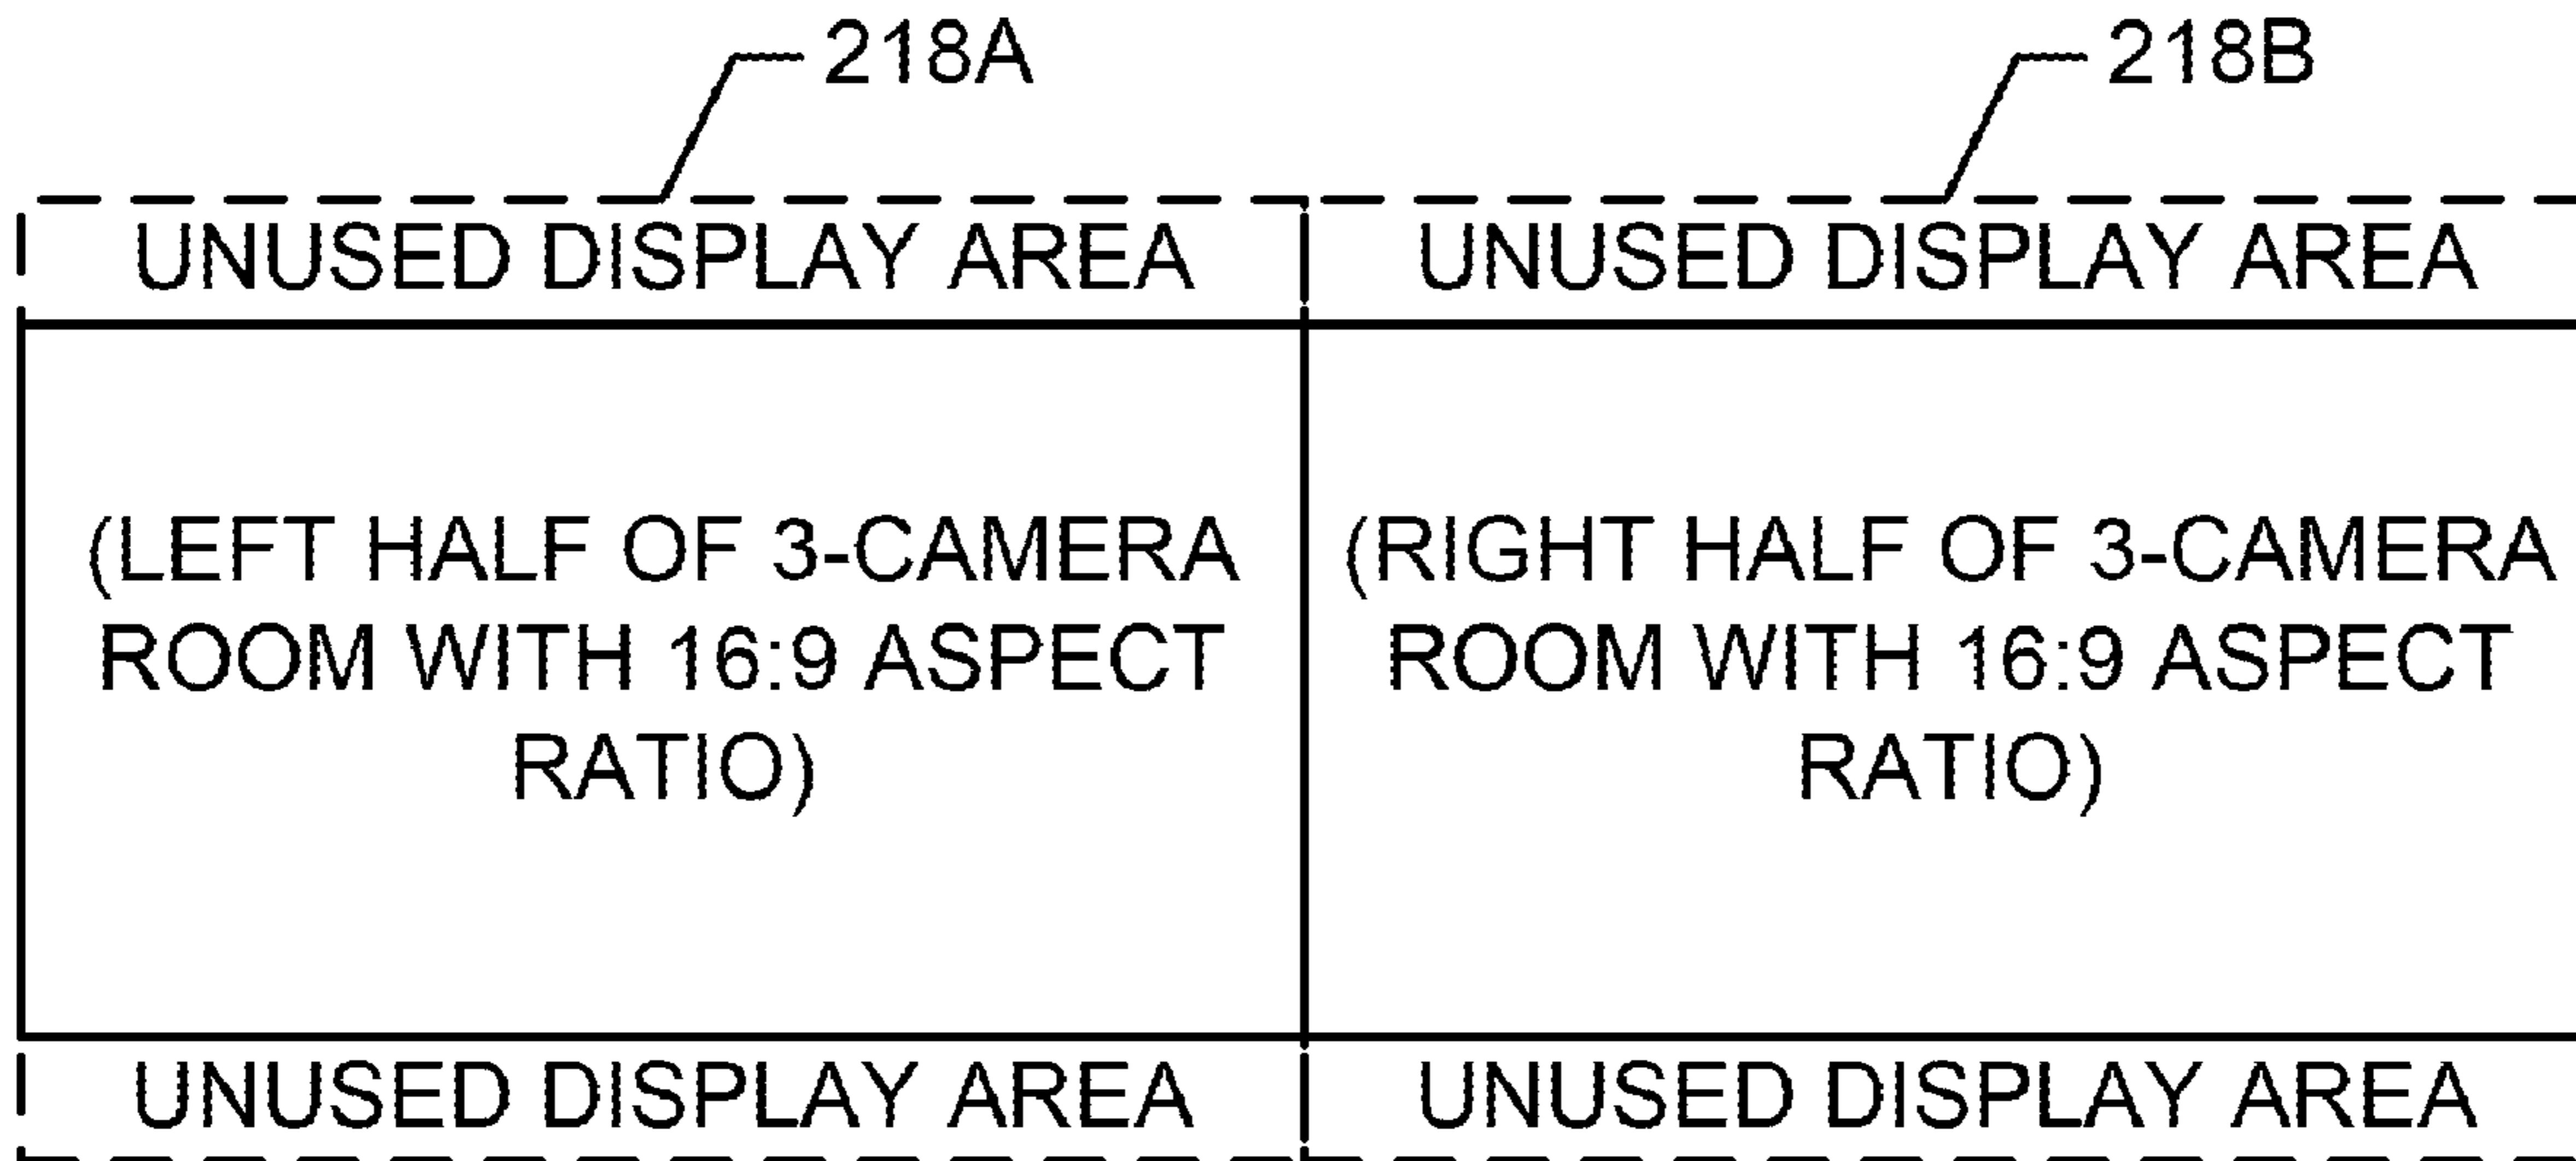 218A
218B
UNUSED DISPLAY AREA
UNUSED DISPLAY AREA
(LEFT HALF OF 3-CAMERA
ROOM WITH 16:9 ASPECT
RATIO)
(RIGHT HALF OF 3-CAMERA
ROOM WITH 16:9 ASPECT
RATIO)
UNUSED DISPLAY AREA
UNUSED DISPLAY AREA